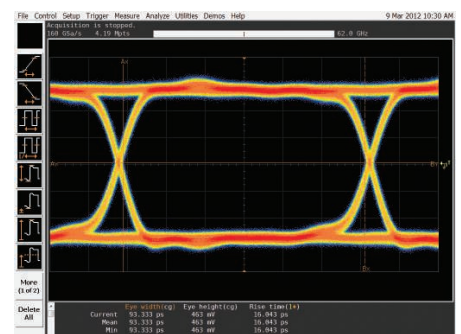 File Control Setup Trigger Measure Analyze Utilities Demos Help 9 Mar 2012 10:30 AM
Acquisition is stopped.
160 GSa/s 4.19 Mpts 62.0 GHz
Ax
Bx
More
(1 of 2)
Delete
All
Eye width(cg) Eye height(cg) Rise time(1*)
Current 93.333 ps 463 mV 16.043 ps
Mean 93.333 ps 463 mV 16.043 ps
Min 93.333 ps 463 mV 16.043 ps